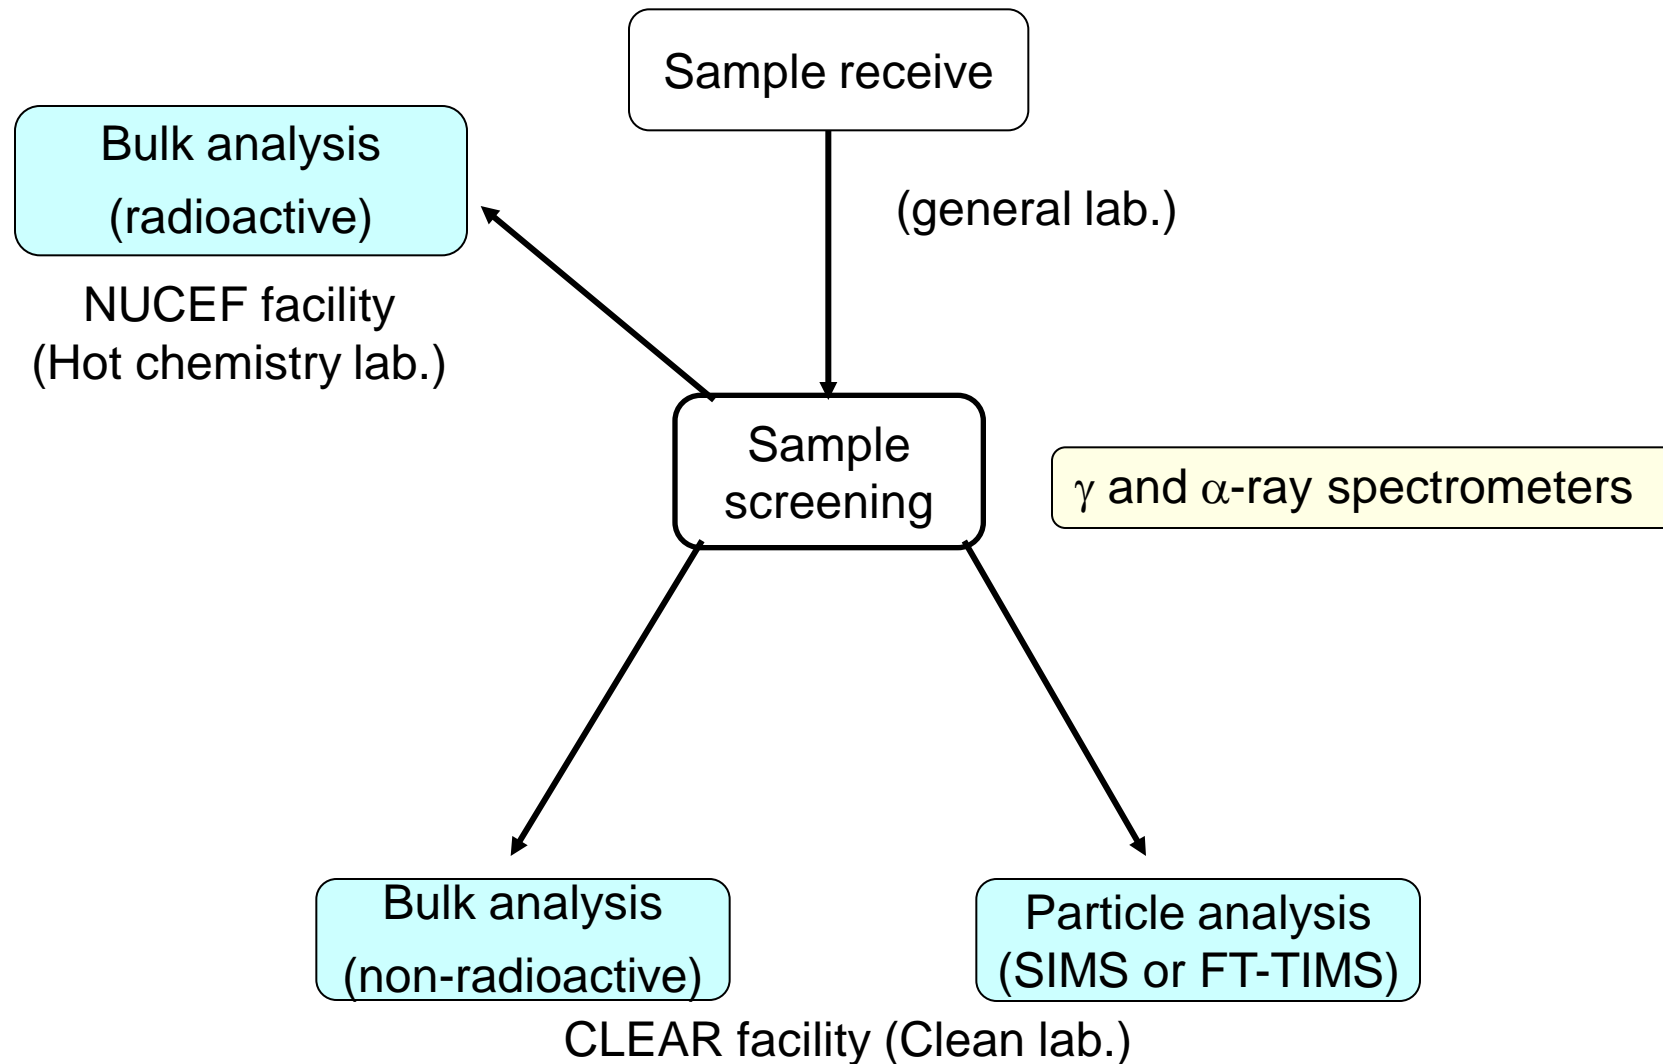 Sample receive
Bulk analysis
(radioactive)
(general lab.)
NUCEF facility
(Hot chemistry lab.)
Sample
screening
γ and α-ray spectrometers
Bulk analysis
(non-radioactive)
Particle analysis
(SIMS or FT-TIMS)
CLEAR facility (Clean lab.)